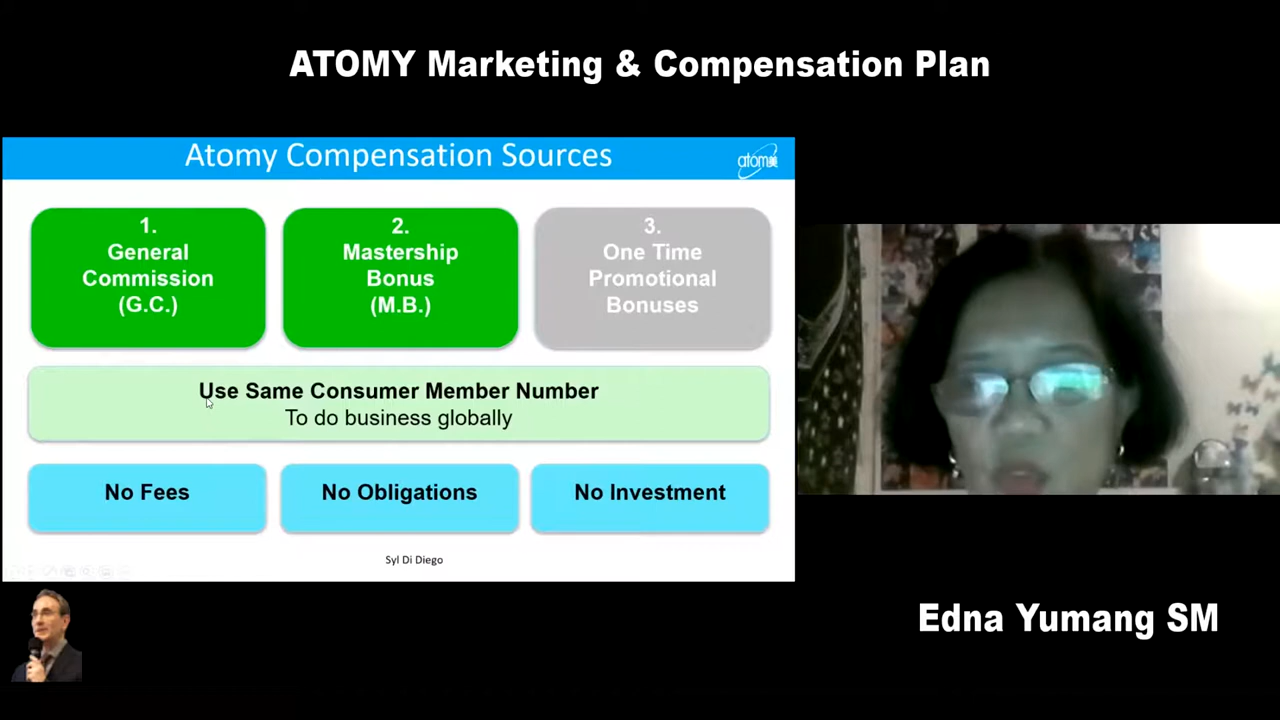 ATOMY Marketing & Compensation Plan
Atomy Compensation Sources
atom
1.
General
Commission
(G.C.)
2.
Mastership
Bonus
(M.B.)
3.
One Time
Promotional
Bonuses
Use Same Consumer Member Number
To do business globally
No Fees
No Obligations
No Investment
Syl Di Diego
Edna Yumang SM